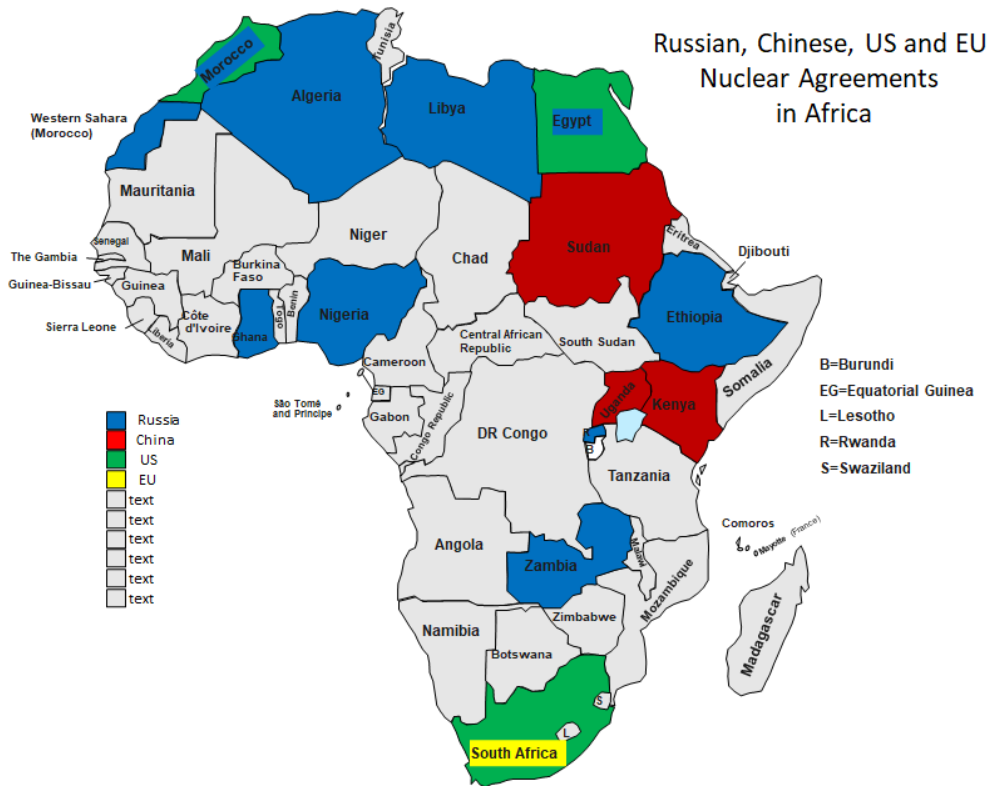 Russian, Chinese, US and EU
Nuclear Agreements
in Africa
Morocco
Tunisia
Algeria
Libya
Egypt
Western Sahara
(Morocco)
Mauritania
Mali
Niger
Chad
Sudan
Eritrea
Djibouti
Senegal
The Gambia
Guinea-Bissau
Guinea
Sierra Leone
Liberia
Côte
d'Ivoire
Burkina
Faso
Ghana
Togo
Benin
Nigeria
Cameroon
Central African
Republic
South Sudan
Ethiopia
Somalia
EG
São Tomé
and Principe
Gabon
Congo Republic
DR Congo
Uganda
Kenya
R
B
Tanzania
B=Burundi
EG=Equatorial Guinea
L=Lesotho
R=Rwanda
S=Swaziland
Russia
China
US
EU
text
text
text
text
text
text
Angola
Zambia
Malawi
Mozambique
Comoros
Mayotte (France)
Madagascar
Zimbabwe
Namibia
Botswana
S
L
South Africa